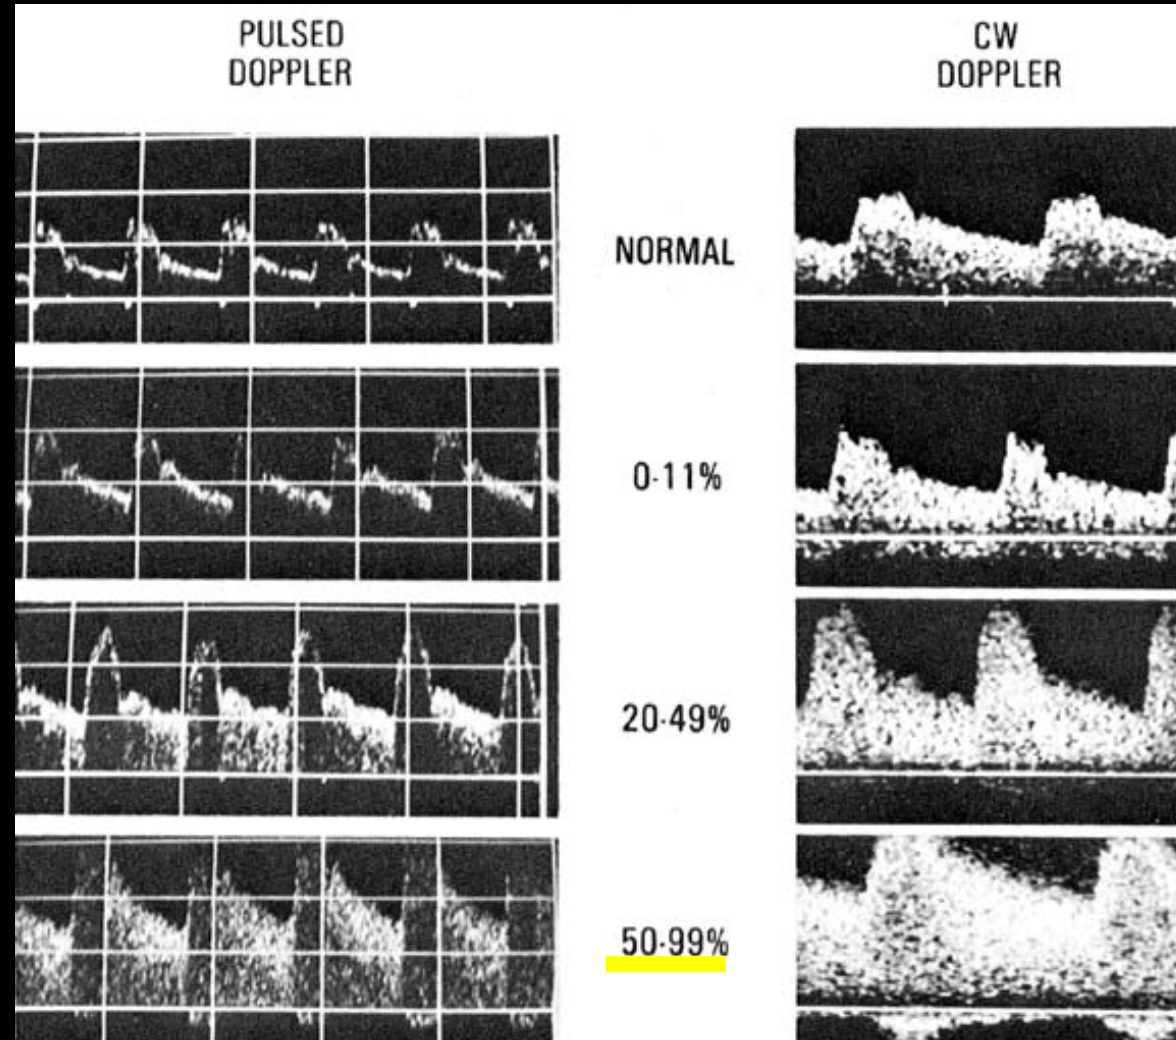 PULSED
DOPPLER
CW
DOPPLER
NORMAL
0-11%
20-49%
50-99%